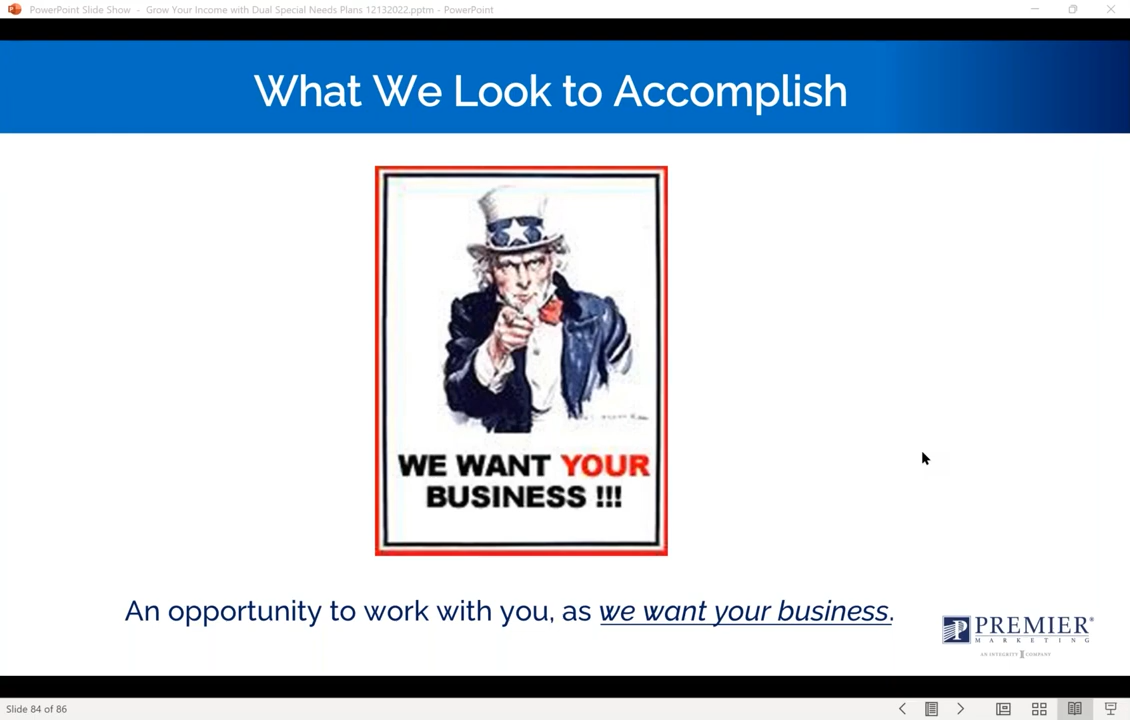 PowerPoint Slide Show - Grow Your Income with Dual Special Needs Plans 12132022.pptm - PowerPoint
What We Look to Accomplish
WE WANT YOUR
BUSINESS !!!
An opportunity to work with you, as we want your business.
PREMIER®
MARKETING
AN INTEGRITY COMPANY
Slide 84 of 86